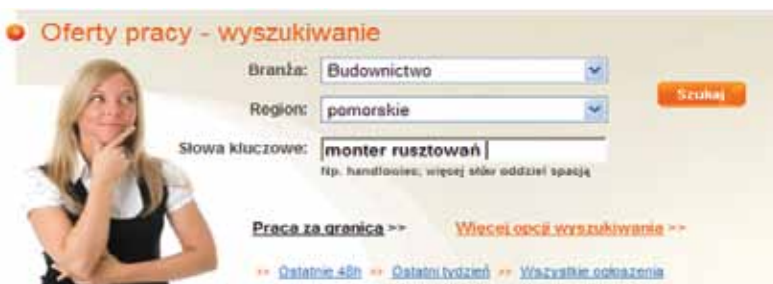 Oferty pracy - wyszukiwanie
Branża: Budownictwo
Szukaj
Region: pomorskie
Słowa kluczowe: monter rusztowań
Np. handlowiec; więcej słów oddziel spacją
Praca za granica >> Więcej opcji wyszukiwania >>
>> Ostatnie 48h >> Ostatni tydzień >> Wszystkie ogłoszenia